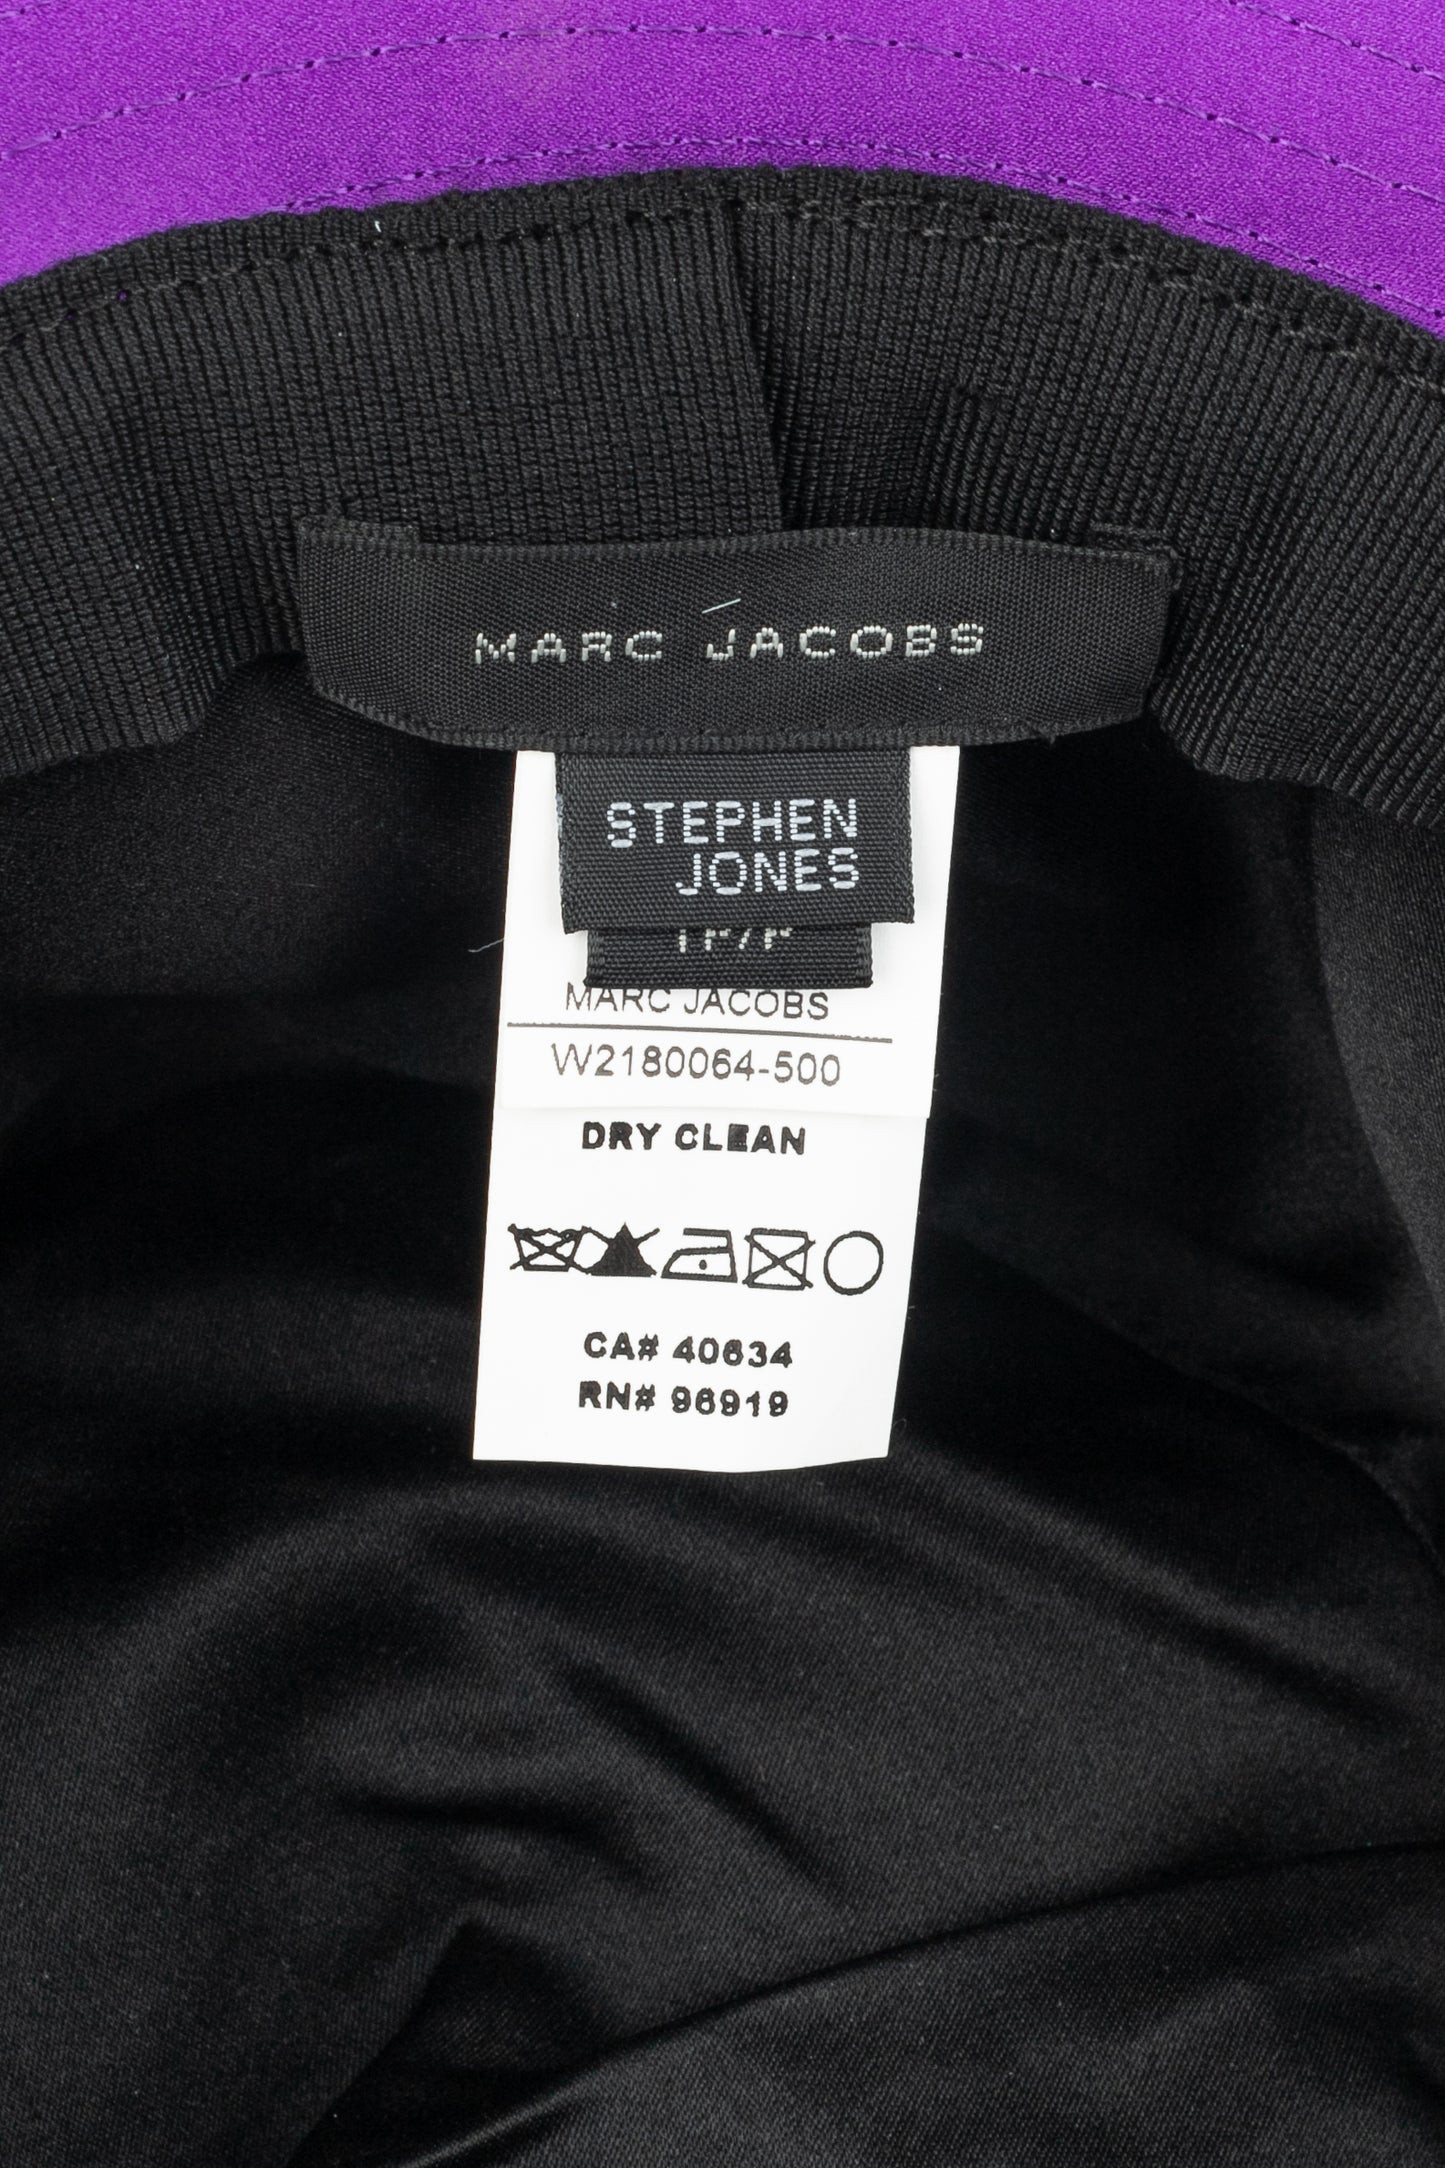 MARC JACOBS
STEPHEN
JONES
MARC JACOBS
W2180064-500
DRY CLEAN
CA# 40634
RN# 96919